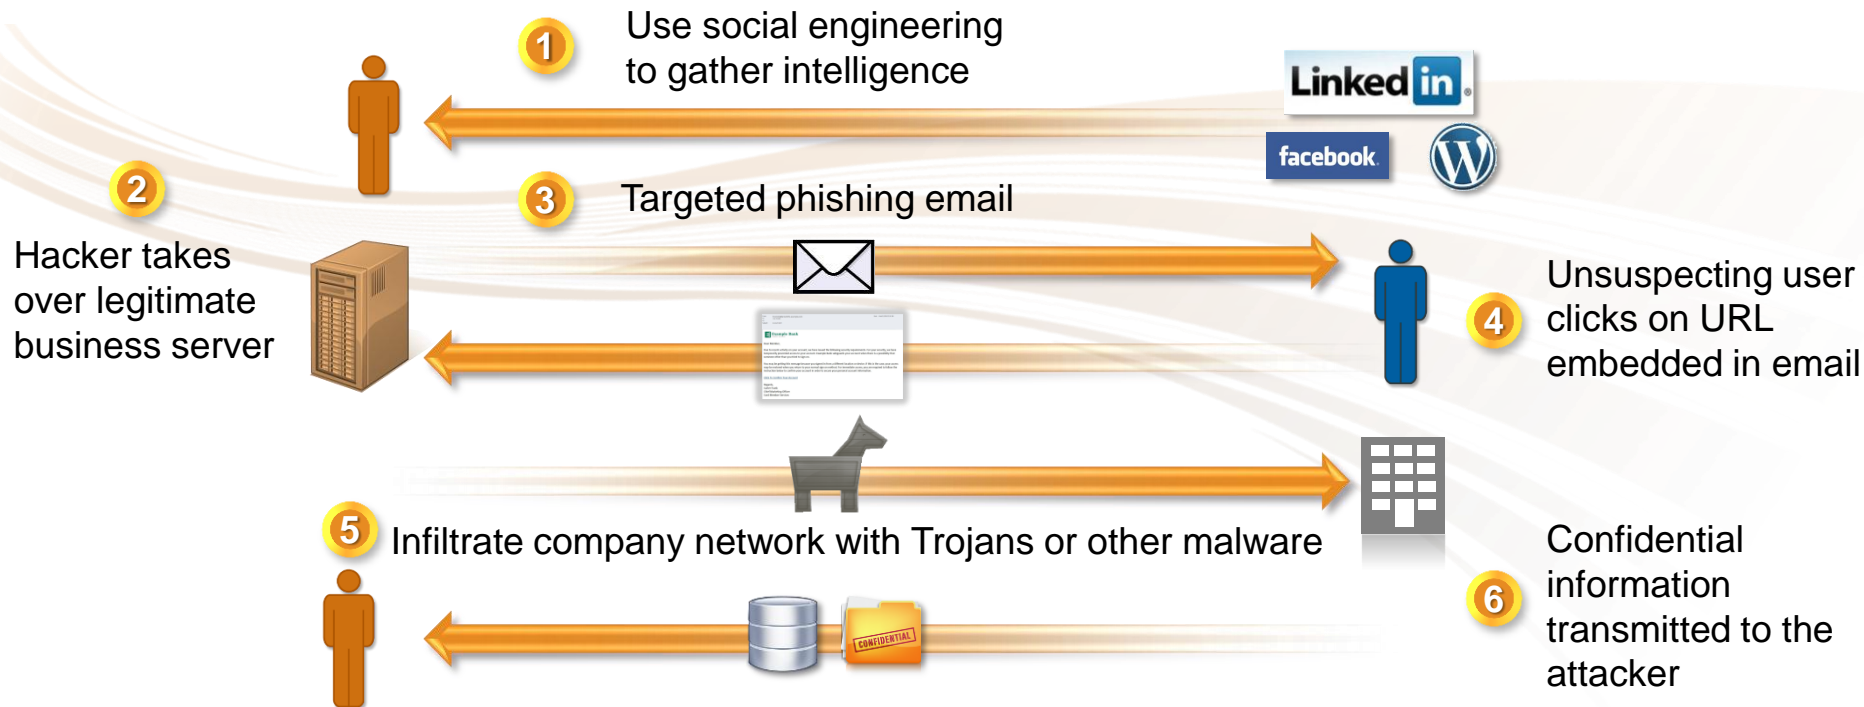 1
Use social engineering
to gather intelligence
Linked in
facebook
W
2
Hacker takes
over legitimate
business server
3
Targeted phishing email
4
Unsuspecting user
clicks on URL
embedded in email
Example Bank
5
Infiltrate company network with Trojans or other malware
CONFIDENTIAL
6
Confidential
information
transmitted to the
attacker